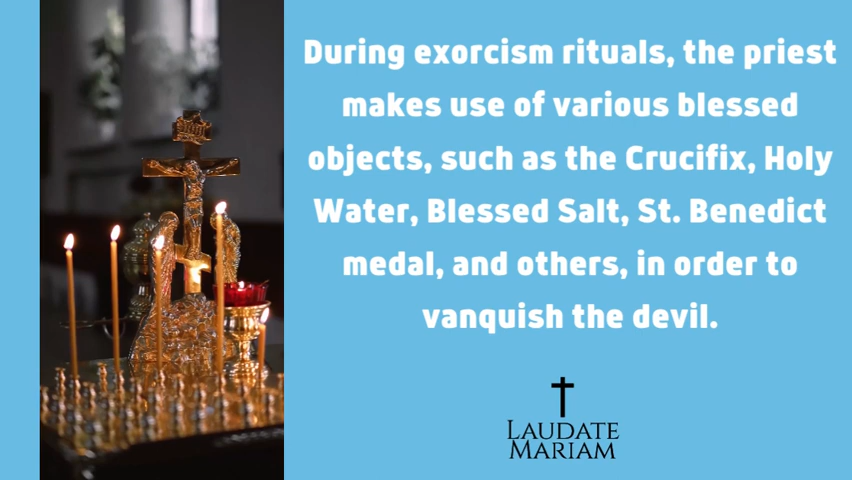 During exorcism rituals, the priest
makes use of various blessed
objects, such as the Crucifix, Holy
Water, Blessed Salt, St. Benedict
medal, and others, in order to
vanquish the devil.
LAUDATE
MARIAM